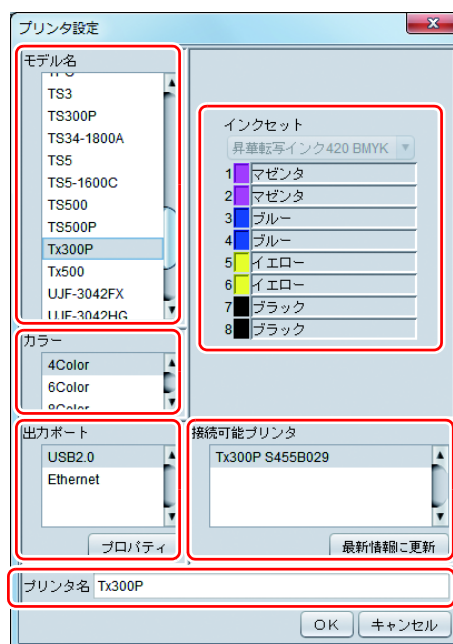 プリンタ設定
モデル名
TS3
TS300P
TS34-1800A
TS5
TS5-1600C
TS500
TS500P
Tx300P
Tx500
UJF-3042FX
UJF-3042HG
インクセット
昇華転写インク420 BMYK
1 マゼンタ
2 マゼンタ
3 ブルー
4 ブルー
5 イエロー
6 イエロー
7 ブラック
8 ブラック
カラー
4Color
6Color
8Color
出力ポート
USB2.0
Ethernet
プロパティ
接続可能プリンタ
Tx300P S455B029
最新情報に更新
プリンタ名 Tx300P
OK キャンセル